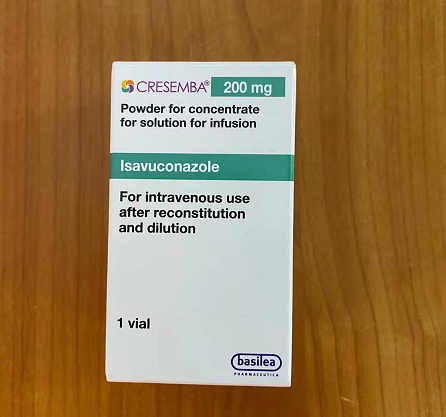 CRESEMBA® 200 mg
Powder for concentrate
for solution for infusion
Isavuconazole
For intravenous use
after reconstitution
and dilution
1 vial
basilea
PHARMACEUTICA